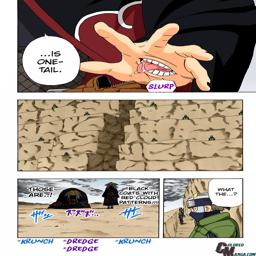 ...IS
ONE-
TAIL.
SLURP
THOSE
ARE..!!
BLACK
COATS WITH
RED CLOUD
PATTERNS!!!
WHAT
THE...?
-KRUNCH
-DREDGE
-DREDGE
-KRUNCH
COLORED
MANGA.COM